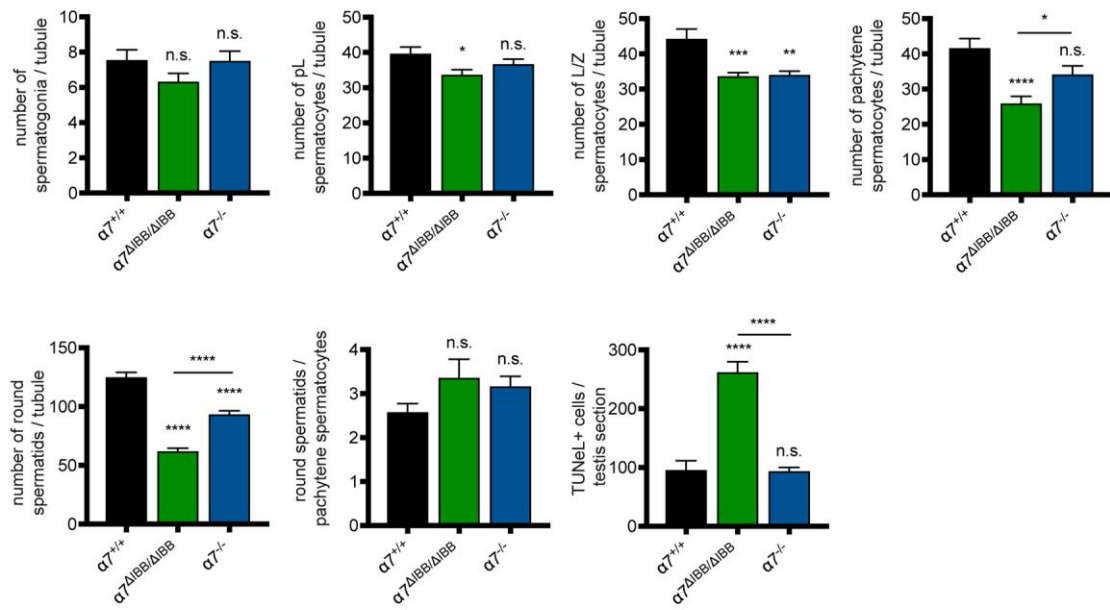 number of
spermatogonia / tubule
10
8
6
4
2
0
n.s.
n.s.
α7+/+
α7ΔIBB/ΔIBB
α7-/-
number of pL
spermatocytes / tubule
50
40
30
20
10
0
*
n.s.
α7+/+
α7ΔIBB/ΔIBB
α7-/-
number of L/Z
spermatocytes / tubule
50
40
30
20
10
0
***
**
α7+/+
α7ΔIBB/ΔIBB
α7-/-
number of pachytene
spermatocytes / tubule
50
40
30
20
10
0
*
n.s.
****
α7+/+
α7ΔIBB/ΔIBB
α7-/-
number of round
spermatids / tubule
150
100
50
0
****
****
****
α7+/+
α7ΔIBB/ΔIBB
α7-/-
round spermatids /
pachytene spermatocytes
4
3
2
1
0
n.s.
n.s.
α7+/+
α7ΔIBB/ΔIBB
α7-/-
TUNeL+ cells /
testis section
300
200
100
0
****
****
n.s.
α7+/+
α7ΔIBB/ΔIBB
α7-/-